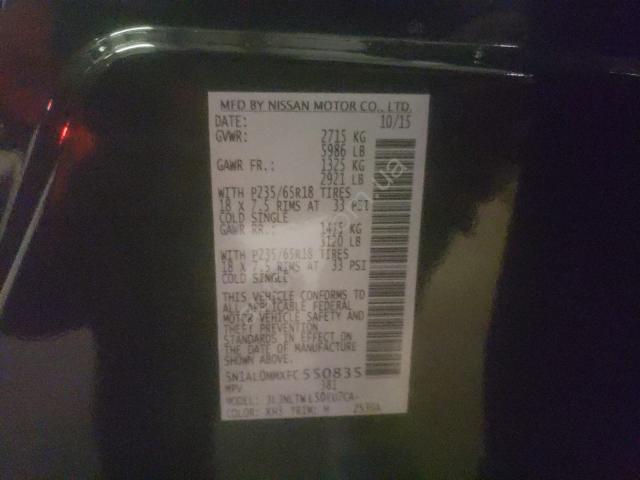 MFD BY NISSAN MOTOR CO., LTD.
DATE: 10/15
GVWR: 2715 KG
5986 LB
GAWR FR.: 1325 KG
2921 LB
WITH P235/65R18 TIRES
18 X 7.5 RIMS AT 33 PSI
COLD SINGLE
GAWR RR.: 1415 KG
3120 LB
WITH P235/65R18 TIRES
18 X 7.5 RIMS AT 33 PSI
COLD SINGLE
THIS VEHICLE CONFORMS TO
ALL APPLICABLE FEDERAL
MOTOR VEHICLE SAFETY AND
THEFT PREVENTION
STANDARDS IN EFFECT ON
THE DATE OF MANUFACTURE
SHOWN ABOVE.
5N1AL0MMXFC550835
MPV 181
MODEL:
COLOR: KH3 TRIM: